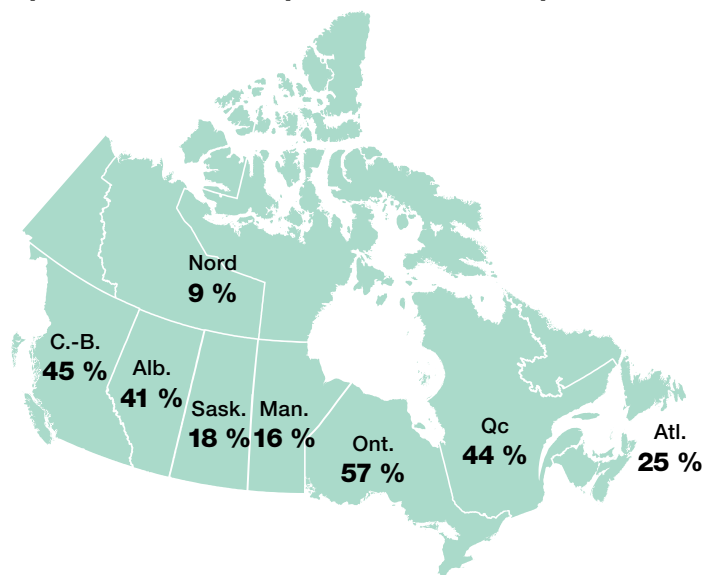 Nord
9 %
C.-B.
45 %
Alb.
41 %
Sask.
18 %
Man.
16 %
Ont.
57 %
Qc
44 %
Atl.
25 %